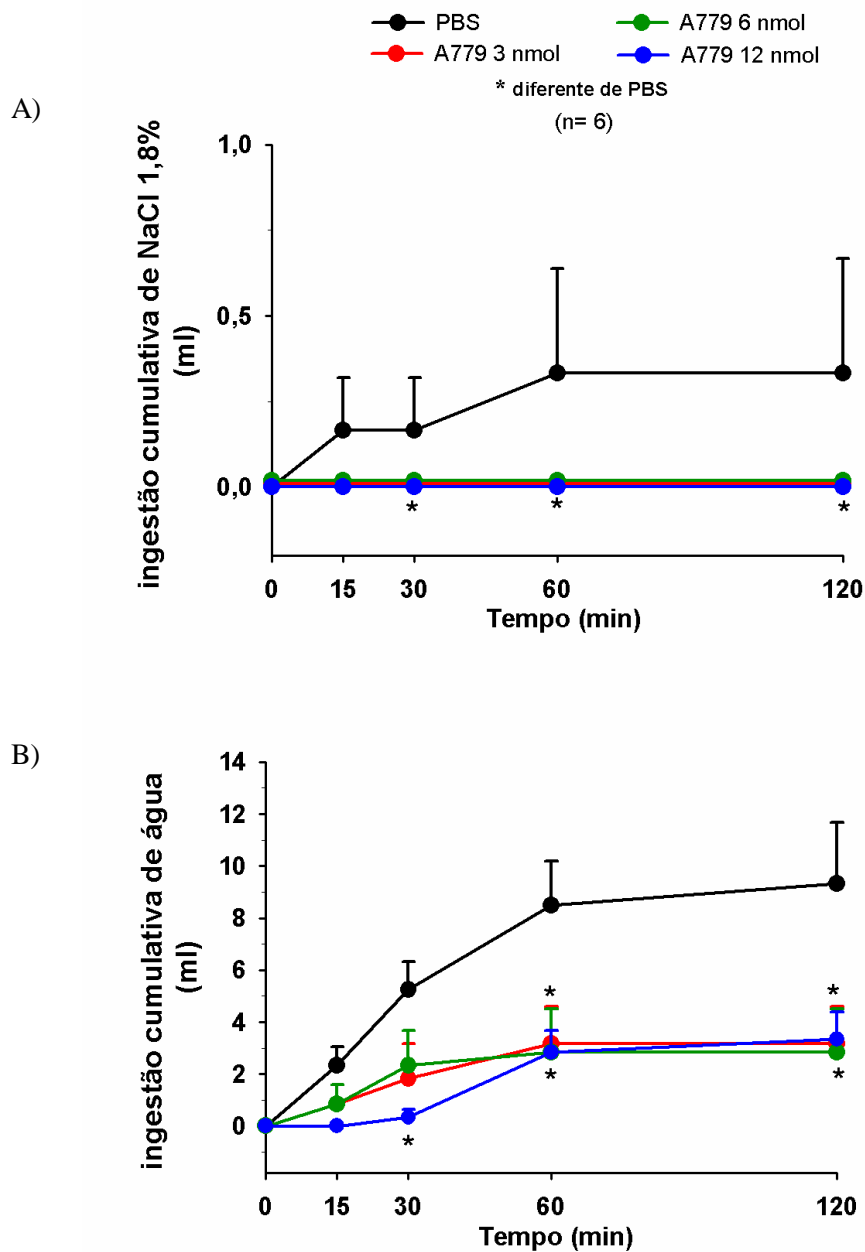 PBS
A779 6 nmol
A779 3 nmol
A779 12 nmol
* diferente de PBS
(n= 6)
A)
ingestão cumulativa de NaCl 1,8%
(ml)
1,0
0,5
0,0
*
*
*
0
15
30
60
120
Tempo (min)
B)
ingestão cumulativa de água
(ml)
14
12
10
8
6
4
2
0
*
*
*
*
*
0
15
30
60
120
Tempo (min)